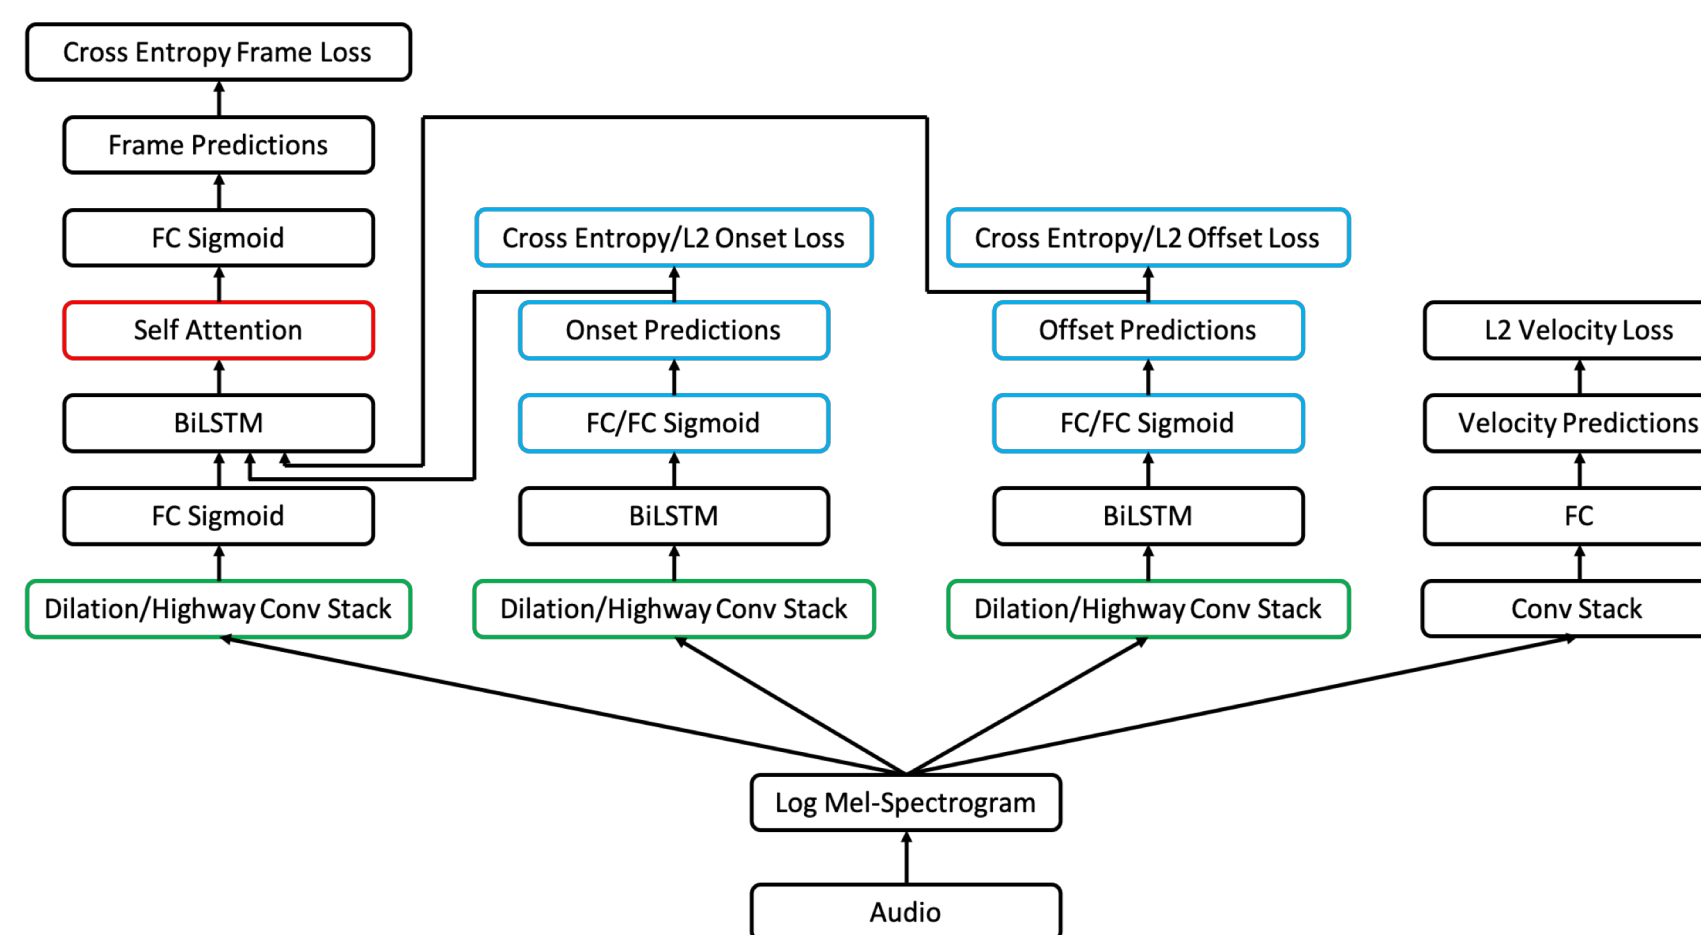 Cross Entropy Frame Loss
Frame Predictions
FC Sigmoid
Cross Entropy/L2 Onset Loss
Cross Entropy/L2 Offset Loss
Self Attention
Onset Predictions
Offset Predictions
L2 Velocity Loss
BiLSTM
FC/FC Sigmoid
FC/FC Sigmoid
Velocity Predictions
FC Sigmoid
BiLSTM
BiLSTM
FC
Dilation/Highway Conv Stack
Dilation/Highway Conv Stack
Dilation/Highway Conv Stack
Conv Stack
Log Mel-Spectrogram
Audio